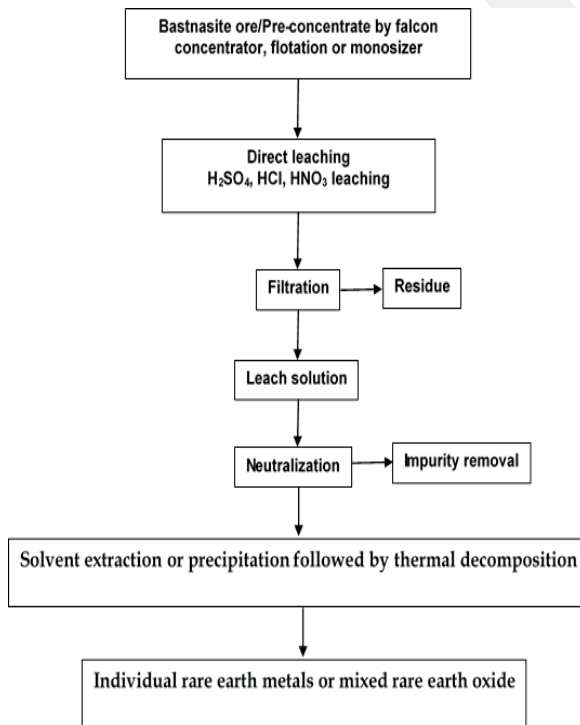 Bastnasite ore/Pre-concentrate by falcon
concentrator, flotation or monosizer
Direct leaching
H₂SO₄, HCl, HNO₃ leaching
Filtration
Residue
Leach solution
Neutralization
Impurity removal
Solvent extraction or precipitation followed by thermal decomposition
Individual rare earth metals or mixed rare earth oxide